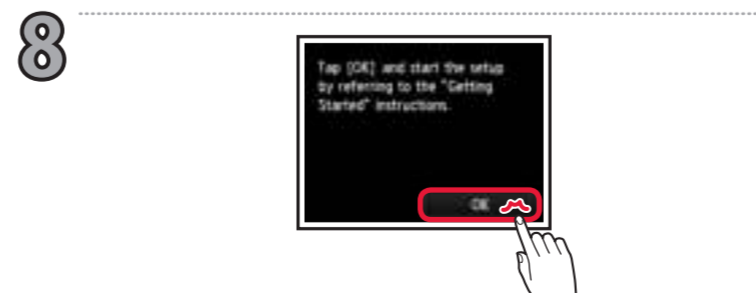 8
Tap [OK] and start the setup
by referring to the "Getting
Started" instructions.
OK